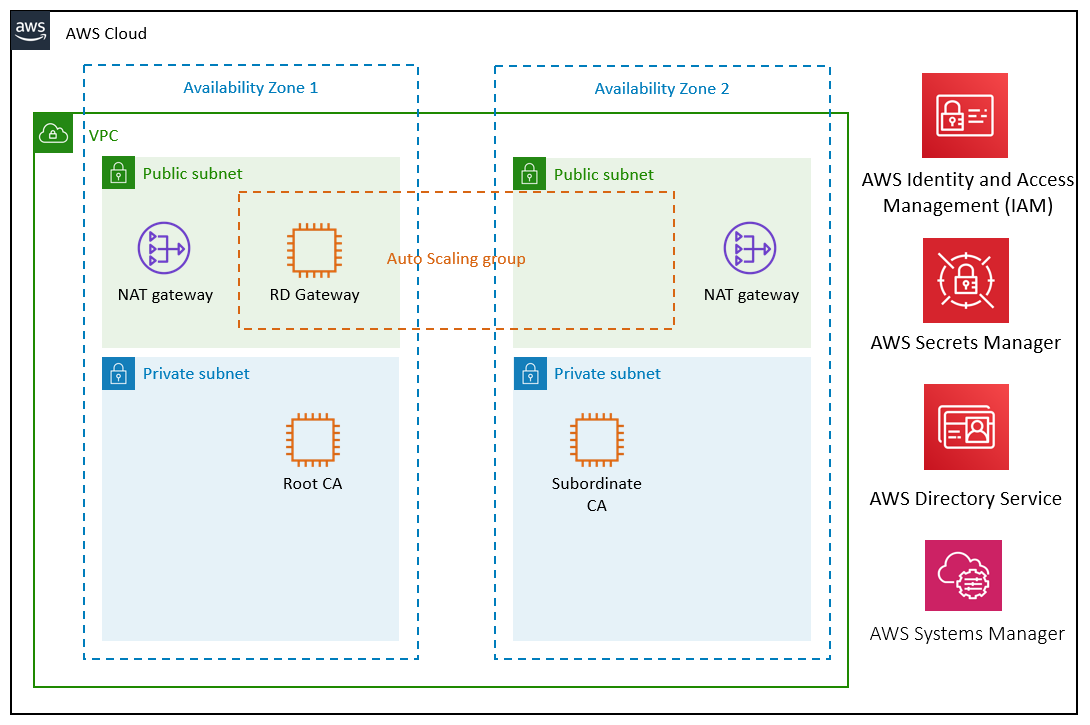 aws
AWS Cloud
Availability Zone 1
Availability Zone 2
VPC
Public subnet
Public subnet
NAT gateway
RD Gateway
Auto Scaling group
NAT gateway
Private subnet
Private subnet
Root CA
Subordinate
CA
AWS Identity and Access
Management (IAM)
AWS Secrets Manager
AWS Directory Service
AWS Systems Manager